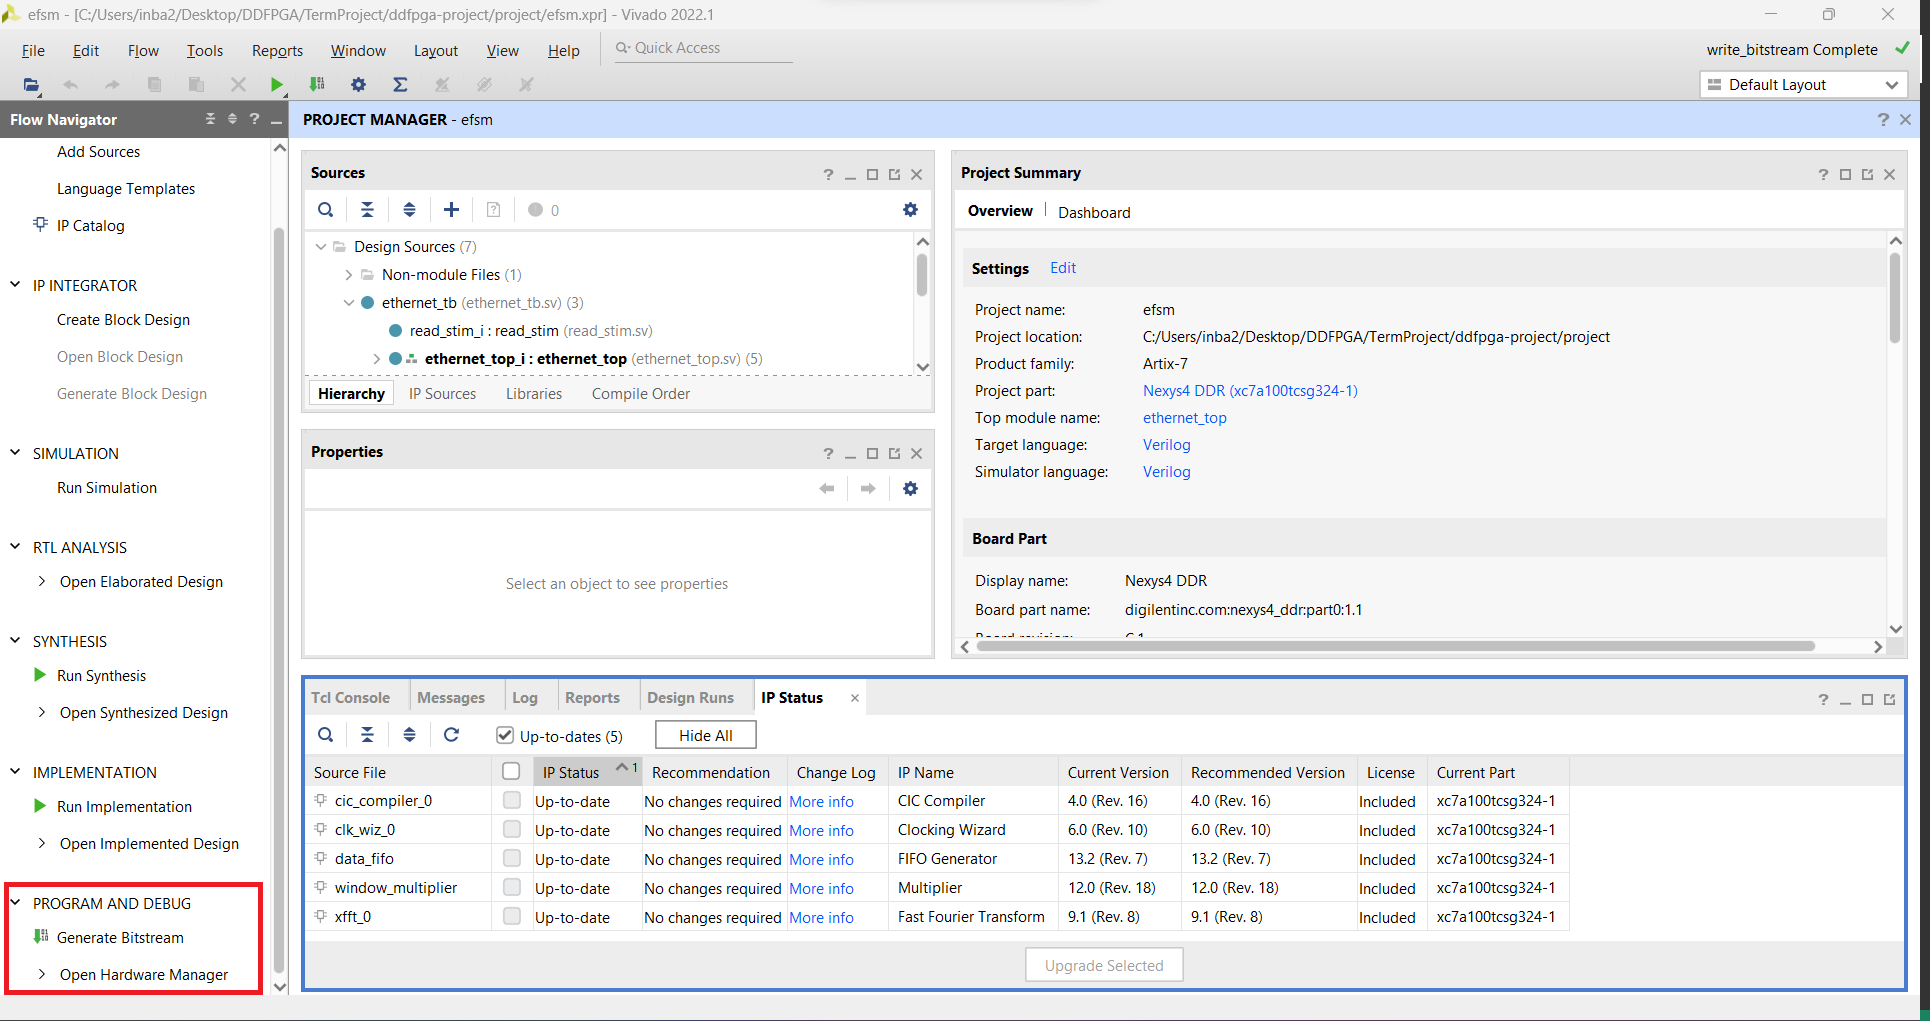 efsm - [C:/Users/inba2/Desktop/DDFPGA/TermProject/ddfpga-project/project/efsm.xpr] - Vivado 2022.1
File Edit Flow Tools Reports Window Layout View Help Quick Access
write_bitstream Complete
Default Layout
Flow Navigator
Add Sources
Language Templates
IP Catalog
IP INTEGRATOR
Create Block Design
Open Block Design
Generate Block Design
SIMULATION
Run Simulation
RTL ANALYSIS
Open Elaborated Design
SYNTHESIS
Run Synthesis
Open Synthesized Design
IMPLEMENTATION
Run Implementation
Open Implemented Design
PROGRAM AND DEBUG
Generate Bitstream
Open Hardware Manager
PROJECT MANAGER - efsm
Sources
0
Design Sources (7)
Non-module Files (1)
ethernet_tb (ethernet_tb.sv) (3)
read_stim_i : read_stim (read_stim.sv)
ethernet_top_i : ethernet_top (ethernet_top.sv) (5)
Hierarchy IP Sources Libraries Compile Order
Properties
Select an object to see properties
Project Summary
Overview Dashboard
Settings Edit
Project name: efsm
Project location: C:/Users/inba2/Desktop/DDFPGA/TermProject/ddfpga-project/project
Product family: Artix-7
Project part: Nexys4 DDR (xc7a100tcsg324-1)
Top module name: ethernet_top
Target language: Verilog
Simulator language: Verilog
Board Part
Display name: Nexys4 DDR
Board part name: digilentinc.com:nexys4_ddr:part0:1.1
Tcl Console Messages Log Reports Design Runs IP Status
Up-to-dates (5) Hide All
Source File IP Status 1 Recommendation Change Log IP Name Current Version Recommended Version License Current Part
cic_compiler_0 Up-to-date No changes required More info CIC Compiler 4.0 (Rev. 16) 4.0 (Rev. 16) Included xc7a100tcsg324-1
clk_wiz_0 Up-to-date No changes required More info Clocking Wizard 6.0 (Rev. 10) 6.0 (Rev. 10) Included xc7a100tcsg324-1
data_fifo Up-to-date No changes required More info FIFO Generator 13.2 (Rev. 7) 13.2 (Rev. 7) Included xc7a100tcsg324-1
window_multiplier Up-to-date No changes required More info Multiplier 12.0 (Rev. 18) 12.0 (Rev. 18) Included xc7a100tcsg324-1
xfft_0 Up-to-date No changes required More info Fast Fourier Transform 9.1 (Rev. 8) 9.1 (Rev. 8) Included xc7a100tcsg324-1
Upgrade Selected